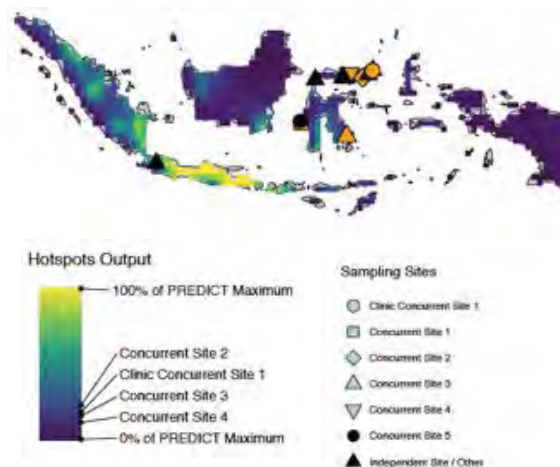 Hotspots Output
100% of PREDICT Maximum
Concurrent Site 2
Clinic Concurrent Site 1
Concurrent Site 3
Concurrent Site 4
0% of PREDICT Maximum
Sampling Sites
Clinic Concurrent Site 1
Concurrent Site 1
Concurrent Site 2
Concurrent Site 3
Concurrent Site 4
Concurrent Site 5
Independent Site / Other